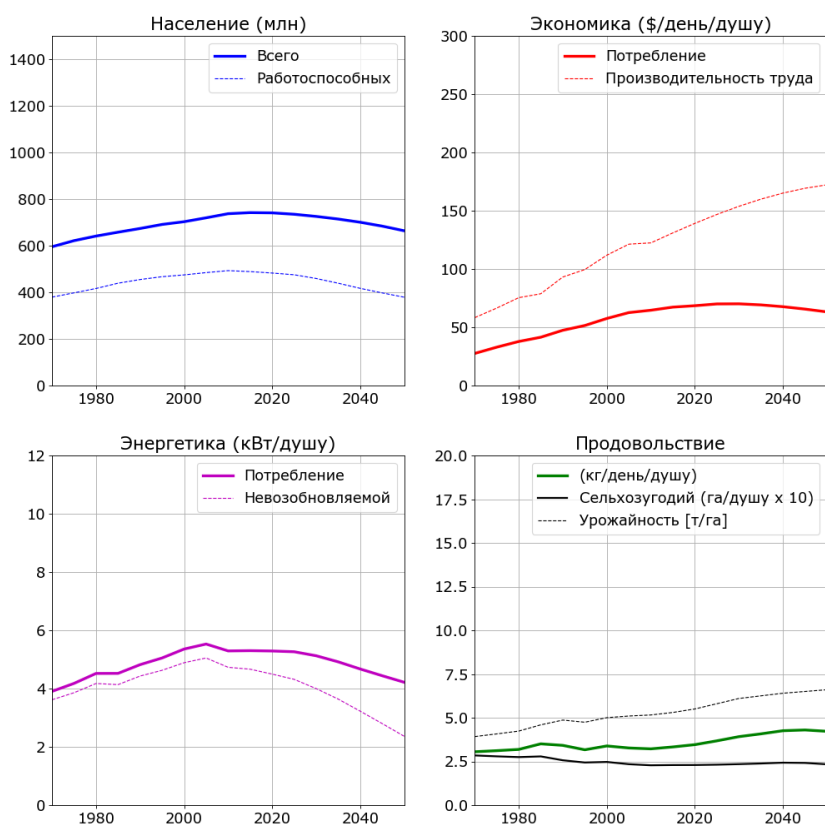 Население (млн)
Всего
Работоспособных
1400
1200
1000
800
600
400
200
0
1980 2000 2020 2040
Экономика ($/день/душу)
Потребление
Производительность труда
300
250
200
150
100
50
0
1980 2000 2020 2040
Энергетика (кВт/душу)
Потребление
Невозобновляемой
12
10
8
6
4
2
0
1980 2000 2020 2040
Продовольствие
(кг/день/душу)
Сельхозугодий (га/душу x 10)
Урожайность [т/га]
20.0
17.5
15.0
12.5
10.0
7.5
5.0
2.5
0.0
1980 2000 2020 2040